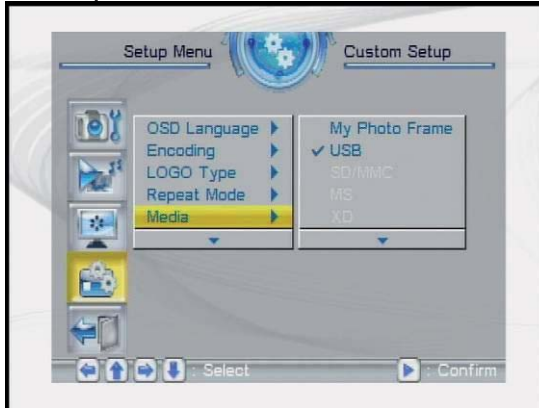 Setup Menu
Custom Setup
OSD Language
Encoding
LOGO Type
Repeat Mode
Media
My Photo Frame
✓ USB
SD/MMC
MS
XD
: Select
: Confirm